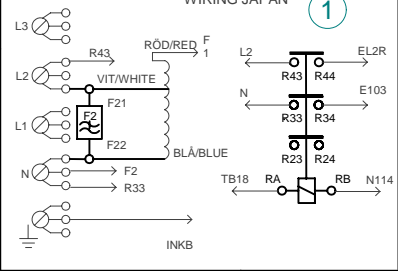 WIRING JAPAN
1
L3
R43
RÖD/RED
F
1
L2
VIT/WHITE
F21
F2
L1
F22
BLÅ/BLUE
N
F2
R33
INKB
L2
EL2R
R43
R44
N
E103
R33
R34
R23
R24
TB18
RA
RB
N114